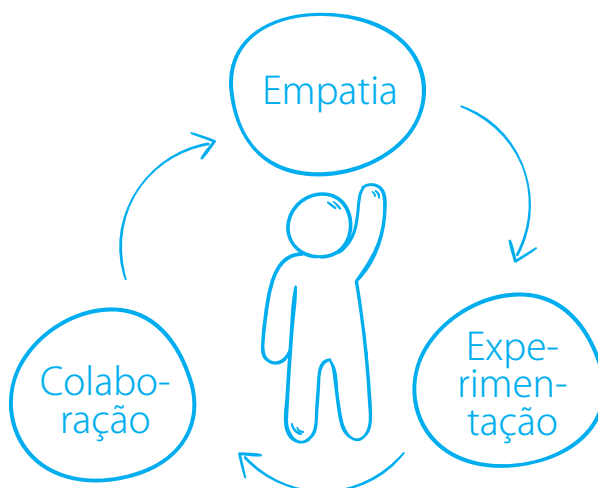 Empatia
Expe-
rimen-
tação
Colabo-
ração